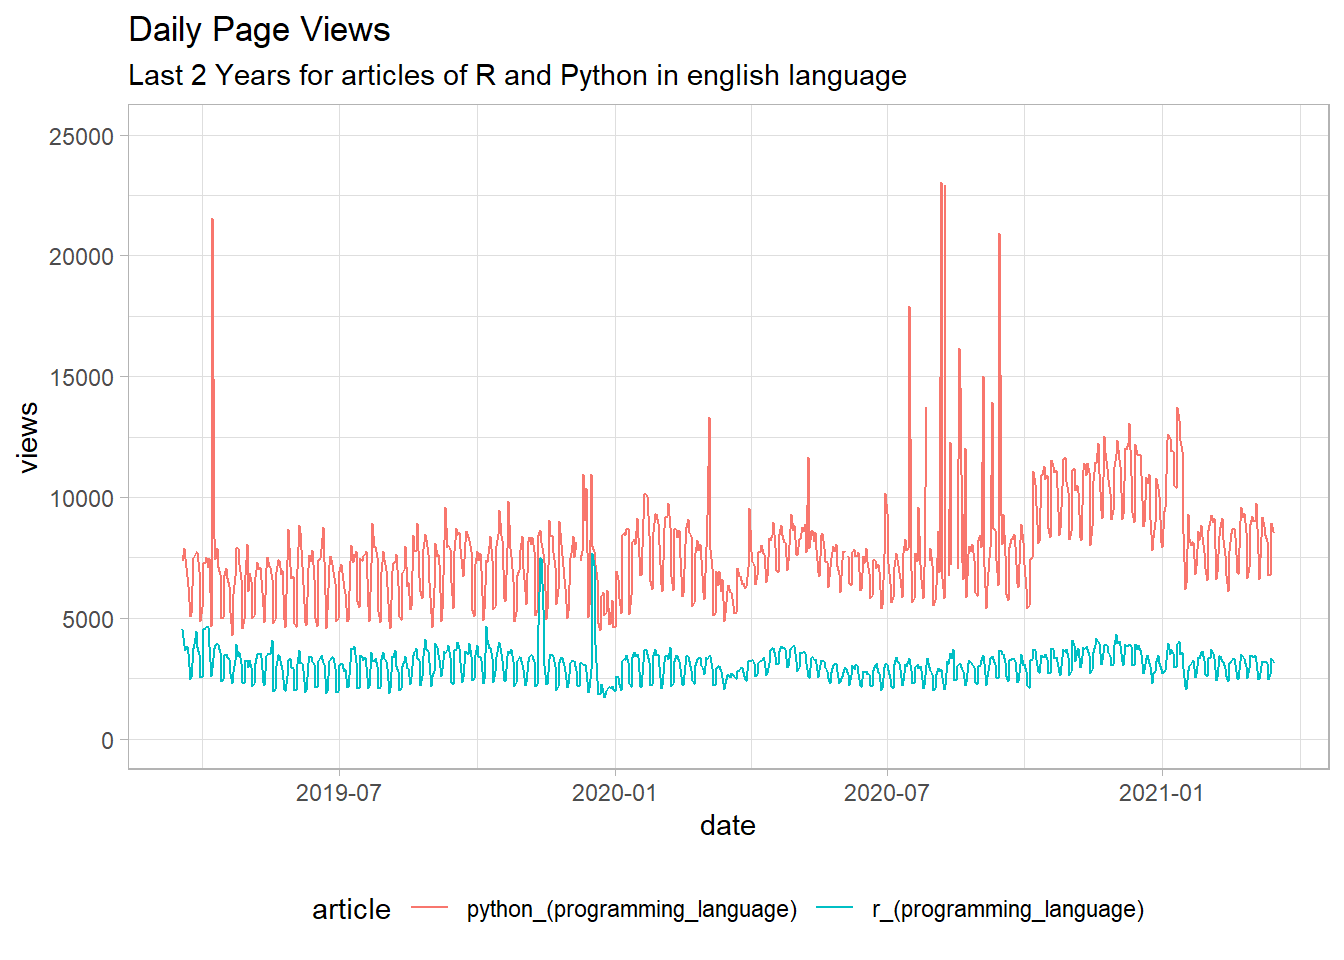 Daily Page Views
Last 2 Years for articles of R and Python in english language
25000
20000
15000
10000
5000
0
views
2019-07 2020-01 2020-07 2021-01
date
article python_(programming_language) r_(programming_language)